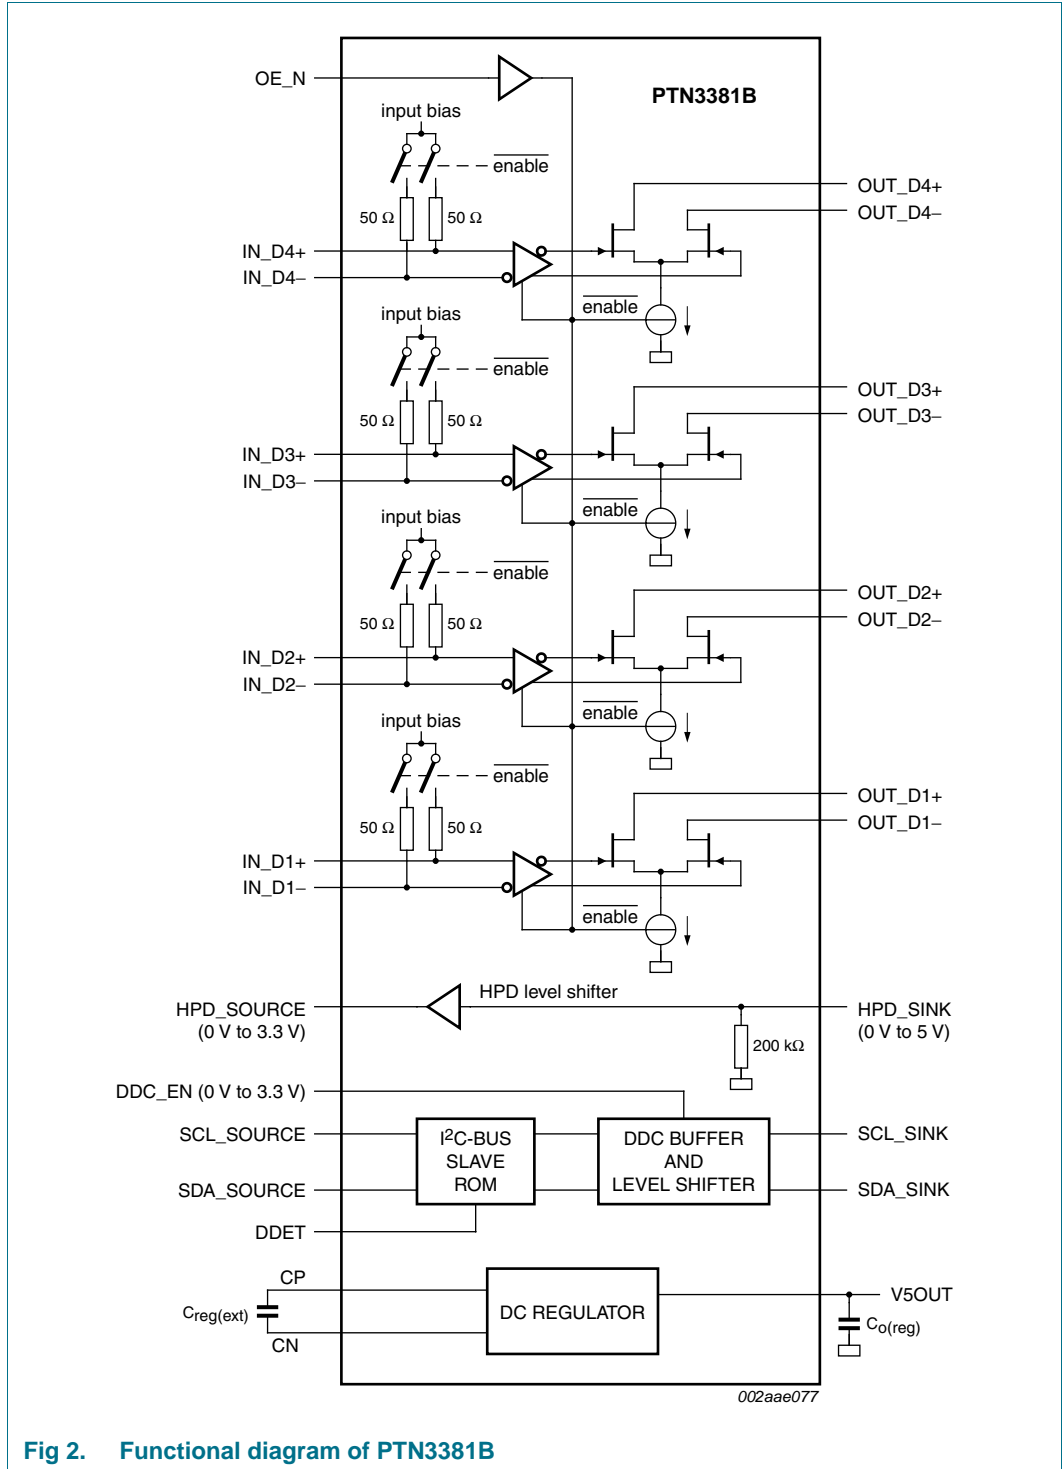 OE_N
PTN3381B
input bias
enable
50 Ω
50 Ω
OUT_D4+
OUT_D4−
IN_D4+
IN_D4−
enable
input bias
enable
50 Ω
50 Ω
OUT_D3+
OUT_D3−
IN_D3+
IN_D3−
enable
input bias
enable
50 Ω
50 Ω
OUT_D2+
OUT_D2−
IN_D2+
IN_D2−
enable
input bias
enable
50 Ω
50 Ω
OUT_D1+
OUT_D1−
IN_D1+
IN_D1−
enable
HPD level shifter
HPD_SOURCE
(0 V to 3.3 V)
HPD_SINK
(0 V to 5 V)
200 kΩ
DDC_EN (0 V to 3.3 V)
SCL_SOURCE
I²C-BUS
SLAVE
ROM
DDC BUFFER
AND
LEVEL SHIFTER
SCL_SINK
SDA_SOURCE
SDA_SINK
DDET
CP
Creg(ext)
CN
DC REGULATOR
V5OUT
Co(reg)
002aae077
Fig 2. Functional diagram of PTN3381B